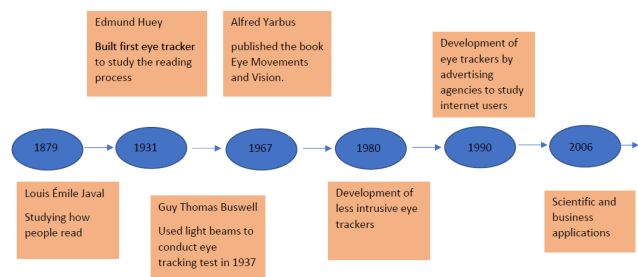 Edmund Huey
Built first eye tracker
to study the reading
process
Alfred Yarbus
published the book
Eye Movements
and Vision.
Development of
eye trackers by
advertising
agencies to study
internet users
1879
1931
1967
1980
1990
2006
Louis Émile Javal
Studying how
people read
Guy Thomas Buswell
Used light beams to
conduct eye
tracking test in 1937
Development of
less intrusive eye
trackers
Scientific and
business
applications